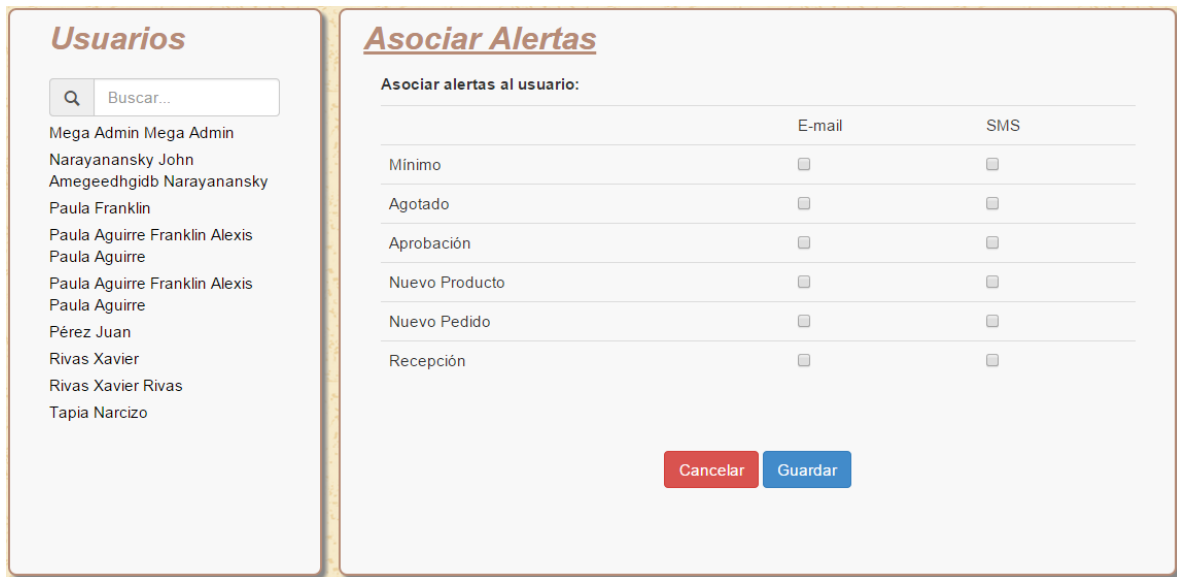 Usuarios
Buscar...
Mega Admin Mega Admin
Narayanansky John
Amegeedhgidb Narayanansky
Paula Franklin
Paula Aguirre Franklin Alexis
Paula Aguirre
Paula Aguirre Franklin Alexis
Paula Aguirre
Pérez Juan
Rivas Xavier
Rivas Xavier Rivas
Tapia Narcizo
Asociar Alertas
Asociar alertas al usuario:
E-mail SMS
Mínimo
Agotado
Aprobación
Nuevo Producto
Nuevo Pedido
Recepción
Cancelar Guardar